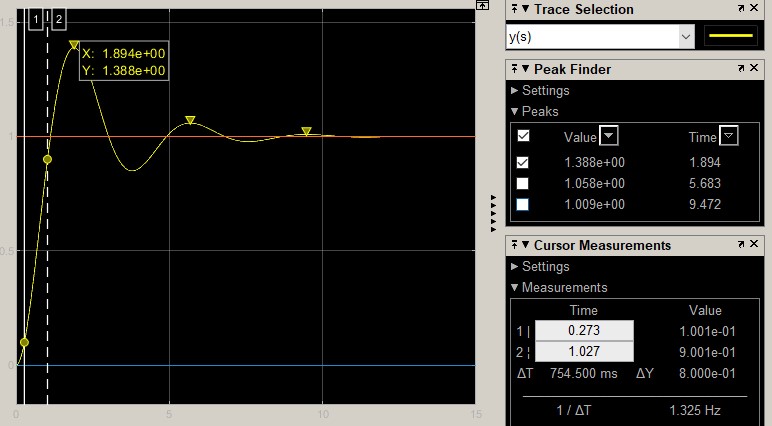 1 2
X: 1.894e+00
Y: 1.388e+00
1.5
1
0.5
0
0 5 10 15
Trace Selection
y(s)
Peak Finder
Settings
Peaks
Value Time
1.388e+00 1.894
1.058e+00 5.683
1.009e+00 9.472
Cursor Measurements
Settings
Measurements
Time Value
1 | 0.273 1.001e-01
2 ¦ 1.027 9.001e-01
ΔT 754.500 ms ΔY 8.000e-01
1 / ΔT 1.325 Hz